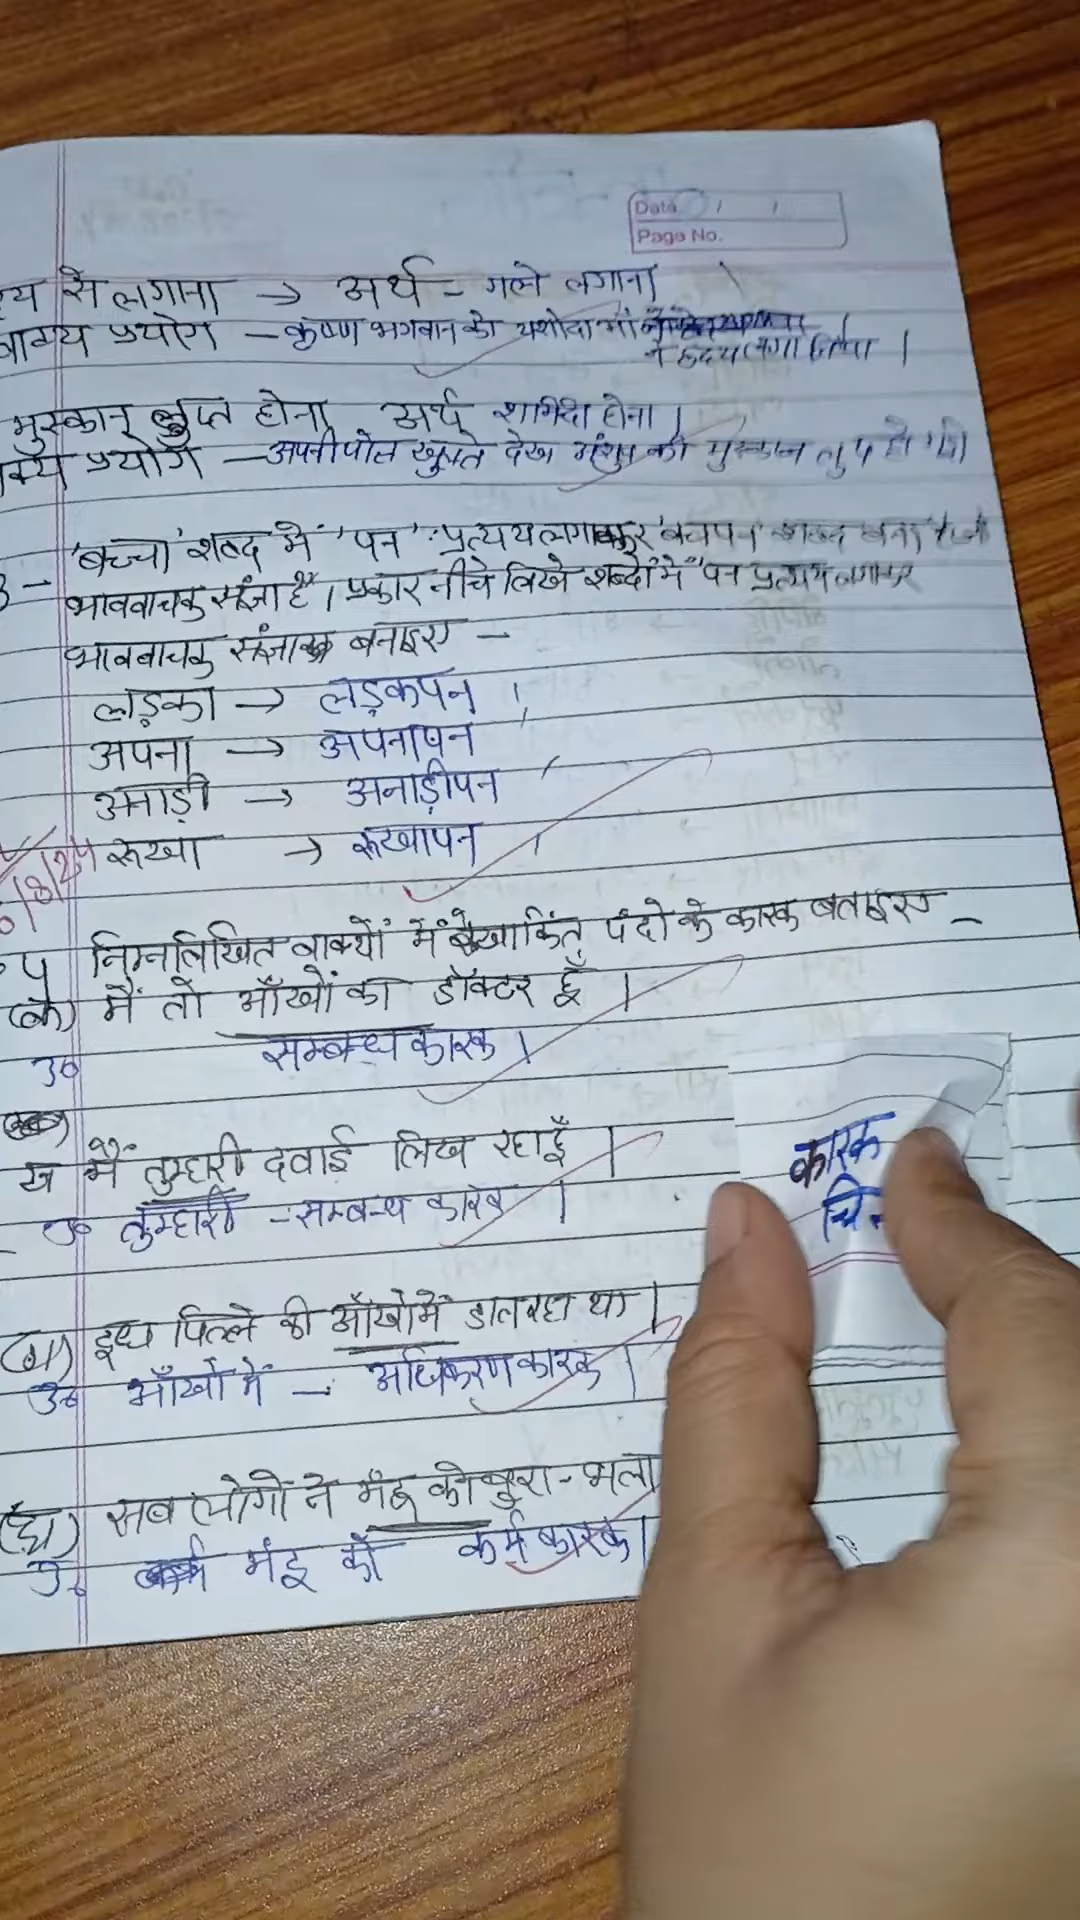 Date / /
Page No.
से लगाना → अर्थ - गले लगाना
वाक्य प्रयोग - कृष्ण भगवान को यशोदा माँ
ने हृदय लगा लिया ।
मुस्कान लुप्त होना अर्थ शर्मिंदा होना ।
प्रयोग - अपनी पोल खुलते देख की मुस्कान लुप्त हो गयी
'बच्चा' शब्द में 'पन' प्रत्यय लगाकर 'बचपन' शब्द बना
भाववाचक संज्ञा है । प्रकार नीचे लिखे शब्दों में 'पन प्रत्यय लगाकर
भाववाचक संज्ञा बनाइए -
लड़का → लड़कपन ।
अपना → अपनापन
अनाड़ी → अनाड़ीपन
रूखा → रूखापन ।
निम्नलिखित वाक्यों में रेखांकित पदो के कारक बताइए -
(क) मैं तो आँखों का डॉक्टर हूँ ।
उ० सम्बन्ध कारक ।
ख मैं तुम्हारी दवाई लिख रहा हूँ ।
उ० तुम्हारी - सम्बन्ध कारक ।
कारक
(ग) दूध पिल्ले की आँखो में डाल रहा था ।
उ० आँखो में - अधिकरण कारक ।
(घ) सब लोगों ने मंटू को बुरा-भला
उ० मंटू को कर्म कारक ।